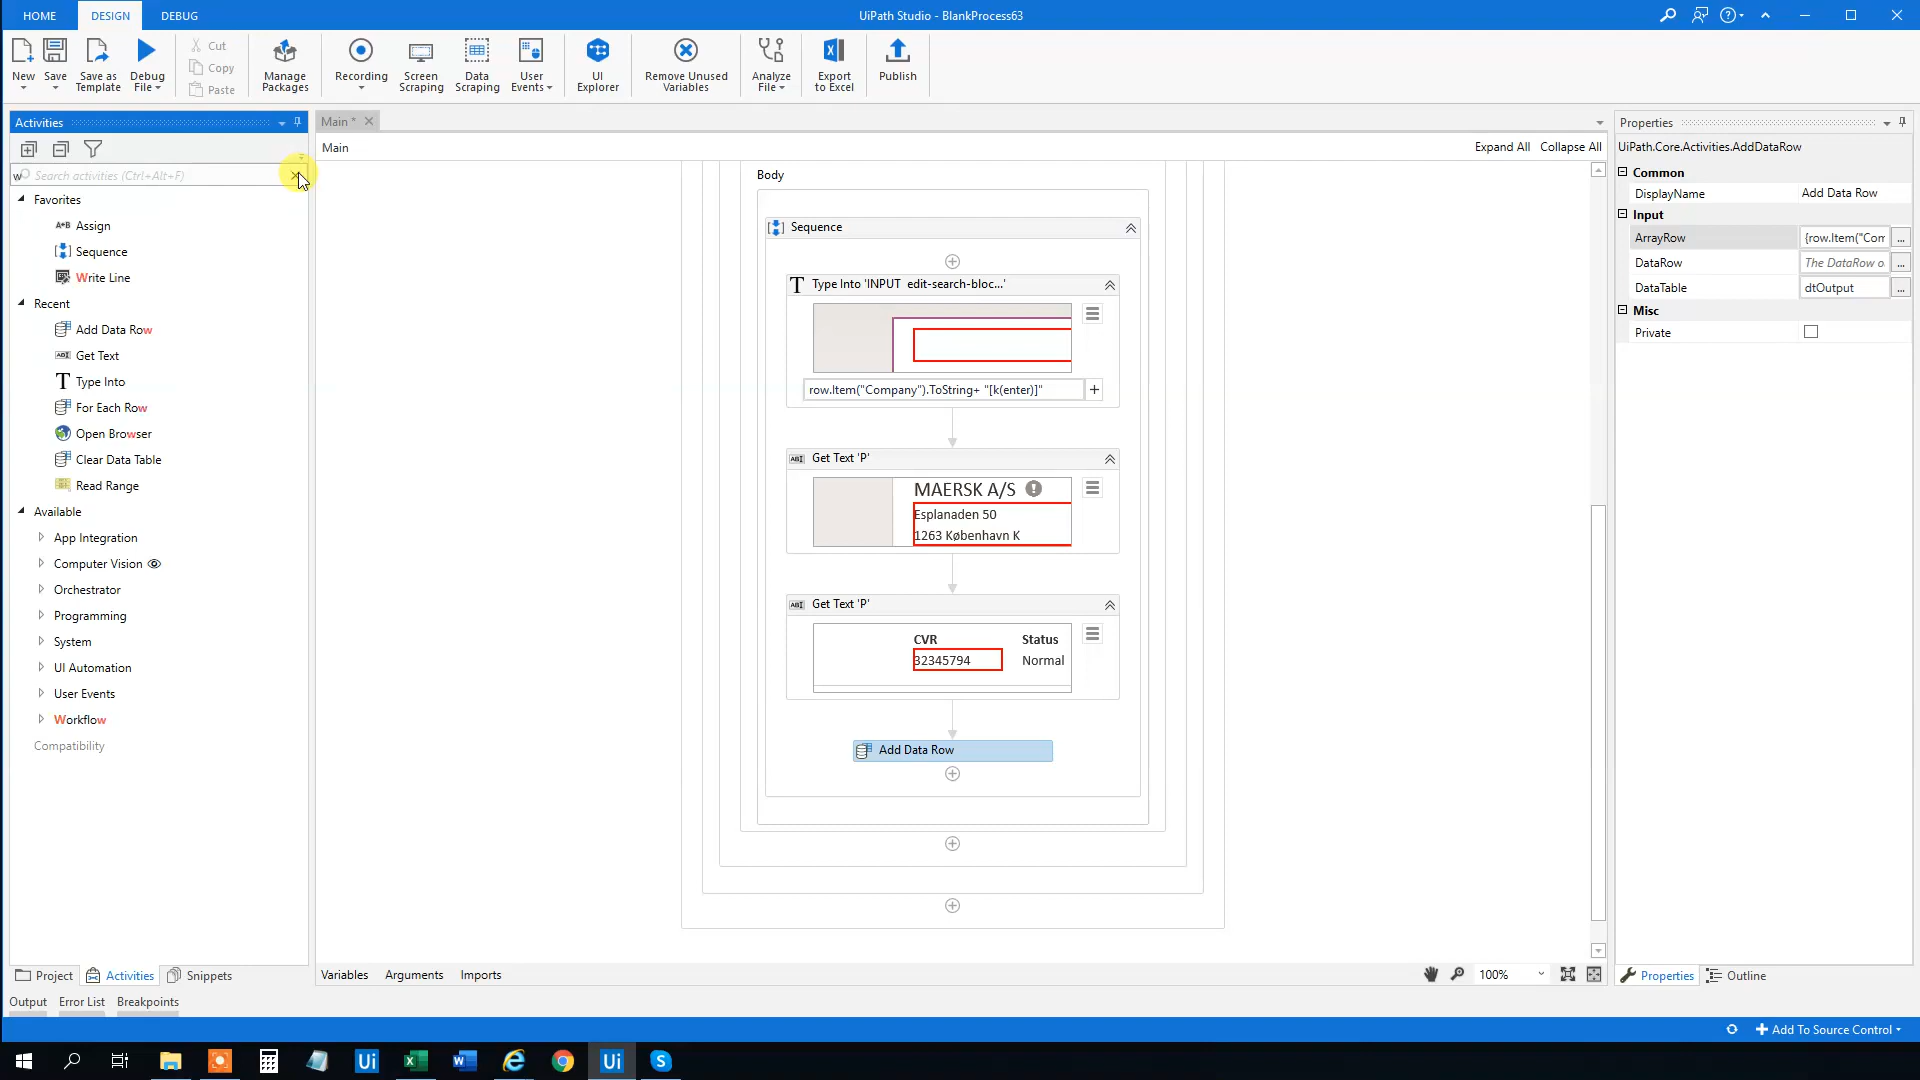 HOME DESIGN DEBUG UiPath Studio - BlankProcess63
New Save Save as Template Debug File Cut Copy Paste Manage Packages Recording Screen Scraping Data Scraping User Events UI Explorer Remove Unused Variables Analyze File Export to Excel Publish
Activities
w Search activities (Ctrl+Alt+F)
Favorites
Assign
Sequence
Write Line
Recent
Add Data Row
Get Text
Type Into
For Each Row
Open Browser
Clear Data Table
Read Range
Available
App Integration
Computer Vision
Orchestrator
Programming
System
UI Automation
User Events
Workflow
Compatibility
Project Activities Snippets
Main *
Main Expand All Collapse All
Body
Sequence
Type Into 'INPUT edit-search-bloc...'
row.Item("Company").ToString+ "[k(enter)]"
Get Text 'P'
MAERSK A/S
Esplanaden 50
1263 København K
Get Text 'P'
CVR Status
32345794 Normal
Add Data Row
Variables Arguments Imports 100%
Properties
UiPath.Core.Activities.AddDataRow
Common
DisplayName Add Data Row
Input
ArrayRow {row.Item("Com ...
DataRow The DataRow o ...
DataTable dtOutput ...
Misc
Private
Properties Outline
Output Error List Breakpoints
Add To Source Control